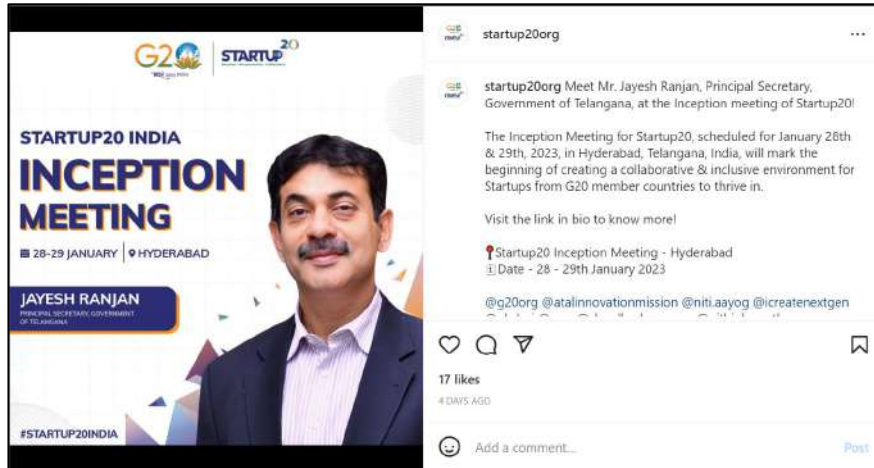 G20
STARTUP20
STARTUP20 INDIA
INCEPTION
MEETING
28-29 JANUARY
HYDERABAD
JAYESH RANJAN
PRINCIPAL SECRETARY, GOVERNMENT
OF TELANGANA
#STARTUP20INDIA
startup20org
startup20org Meet Mr. Jayesh Ranjan, Principal Secretary,
Government of Telangana, at the Inception meeting of Startup20!
The Inception Meeting for Startup20, scheduled for January 28th
& 29th, 2023, in Hyderabad, Telangana, India, will mark the
beginning of creating a collaborative & inclusive environment for
Startups from G20 member countries to thrive in.
Visit the link in bio to know more!
📍Startup20 Inception Meeting - Hyderabad
Date - 28 - 29th January 2023
@g20org @atalinnovationmission @niti.aayog @icreatenextgen
17 likes
4 DAYS AGO
Add a comment...
Post